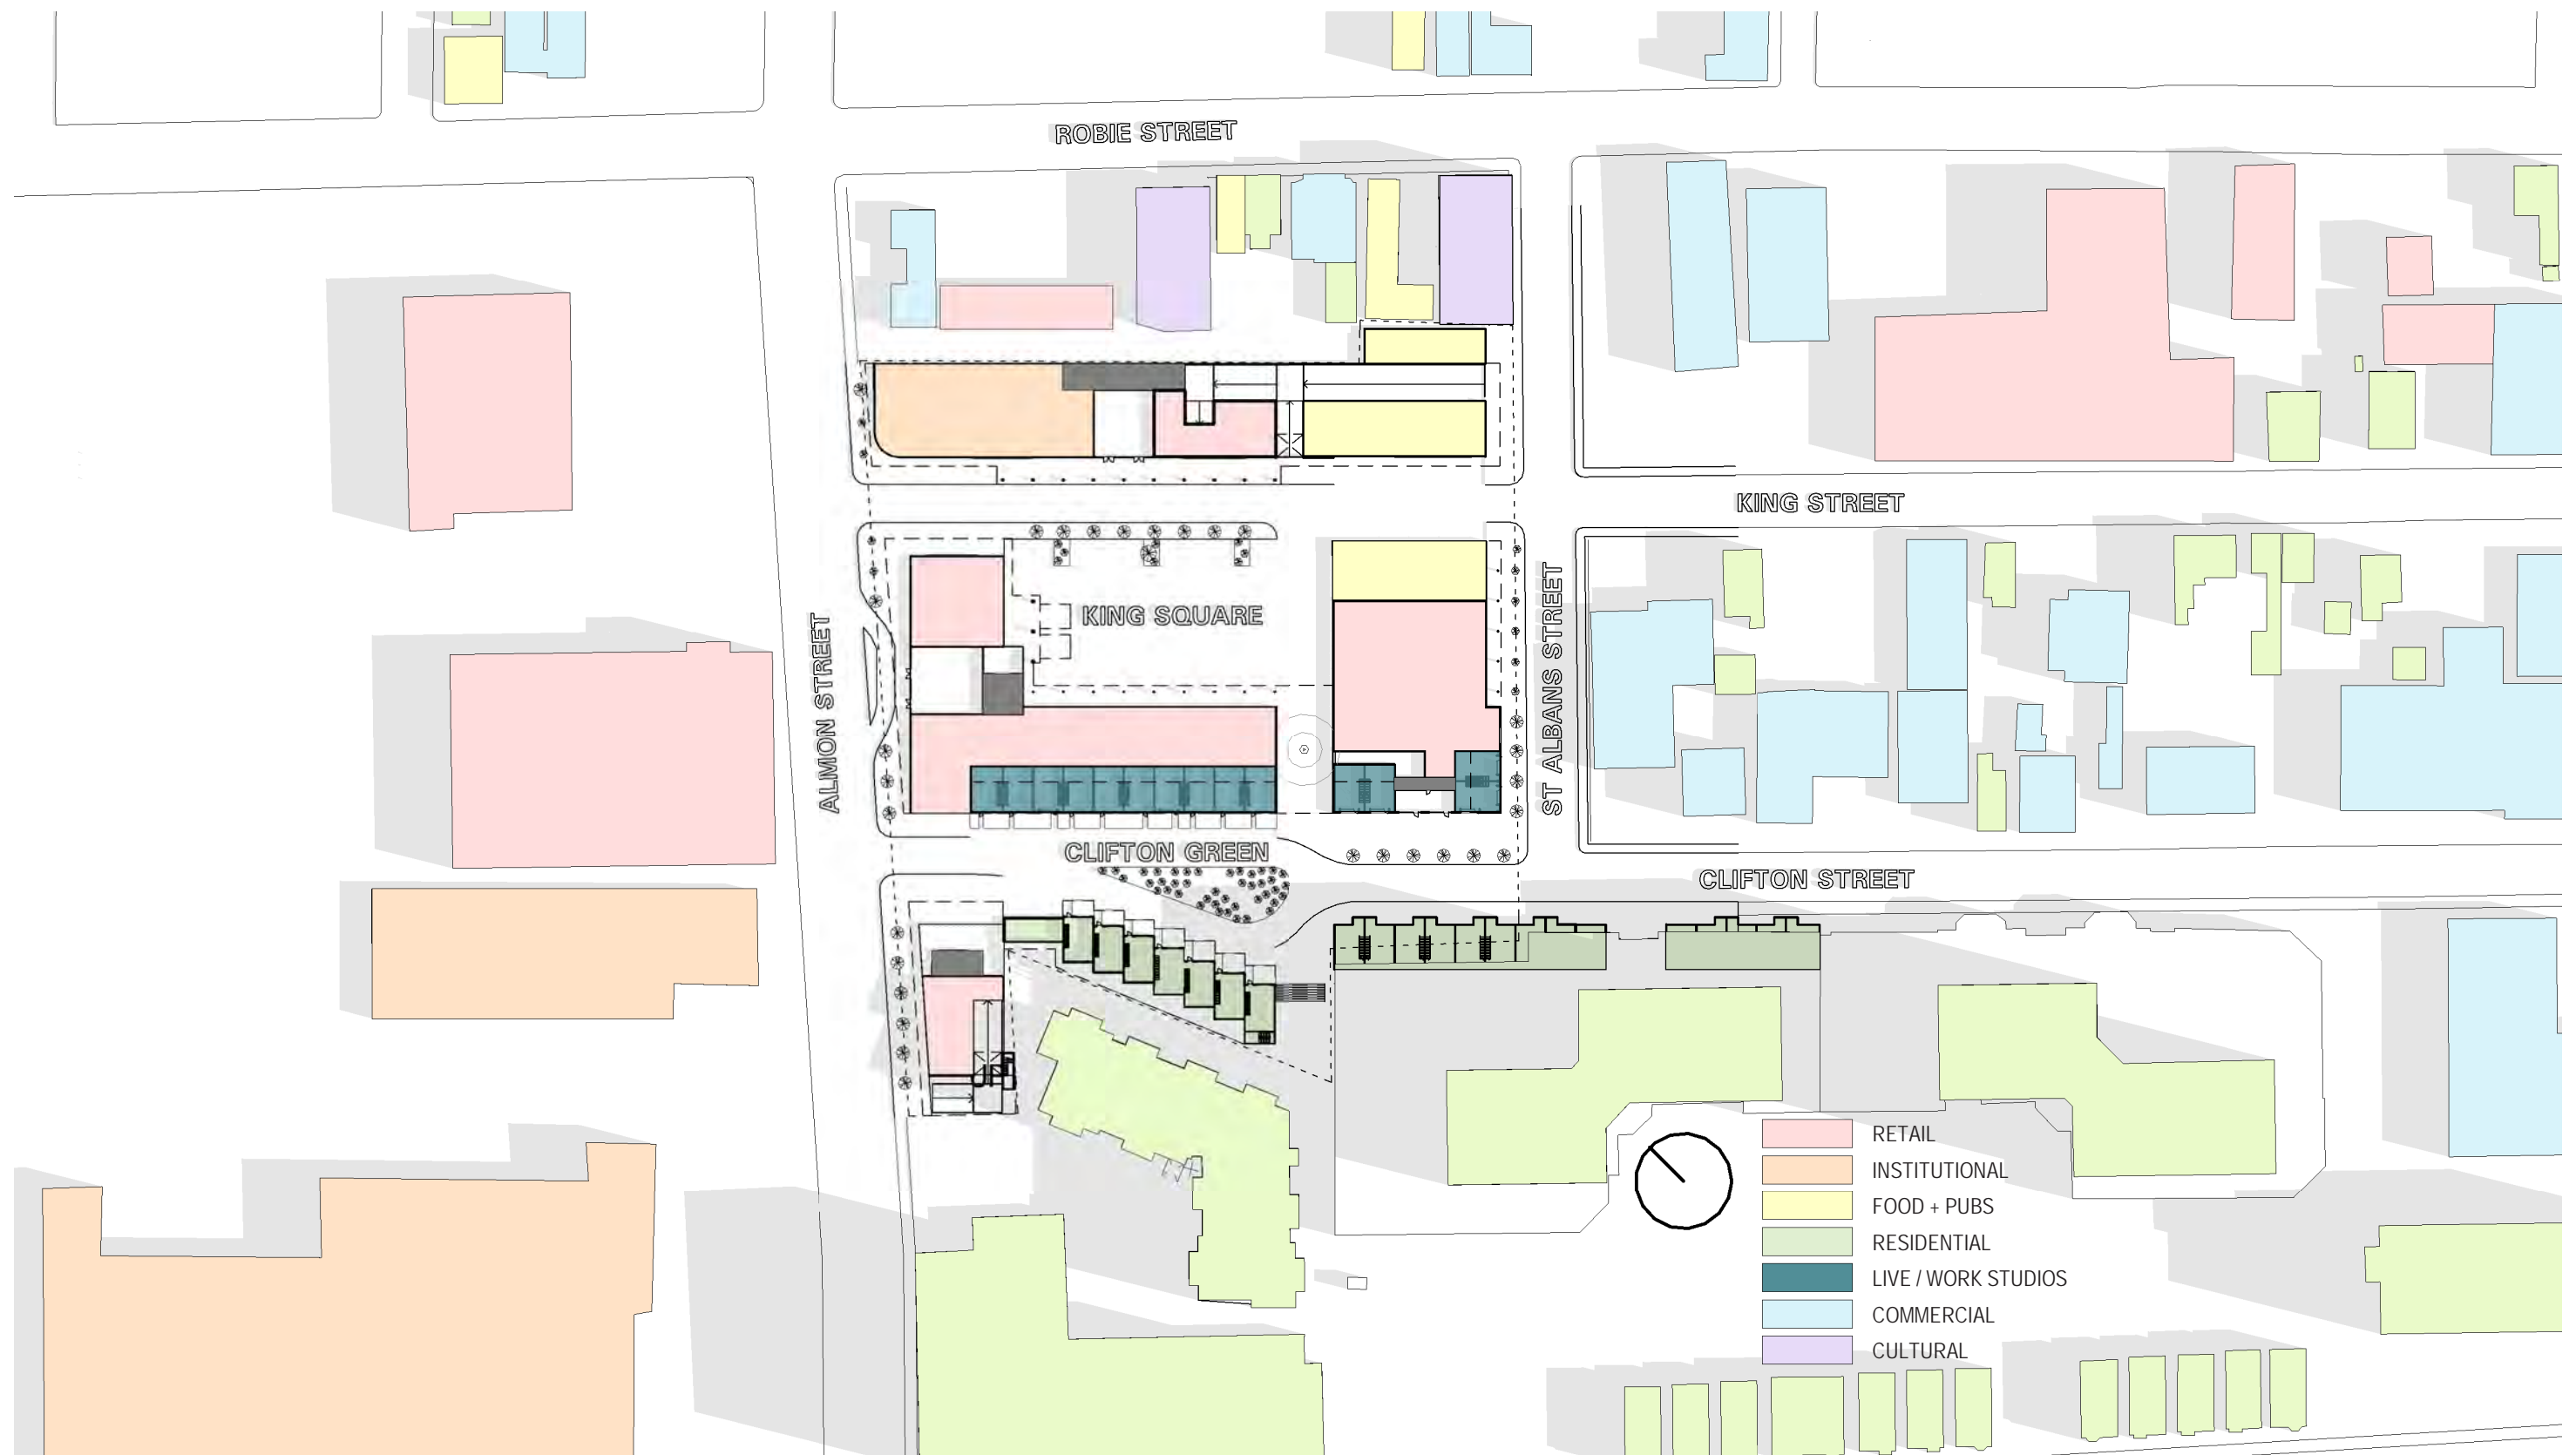 ROBIE STREET
KING STREET
KING SQUARE
ALMON STREET
ST ALBANS STREET
CLIFTON GREEN
CLIFTON STREET
RETAIL
INSTITUTIONAL
FOOD + PUBS
RESIDENTIAL
LIVE / WORK STUDIOS
COMMERCIAL
CULTURAL